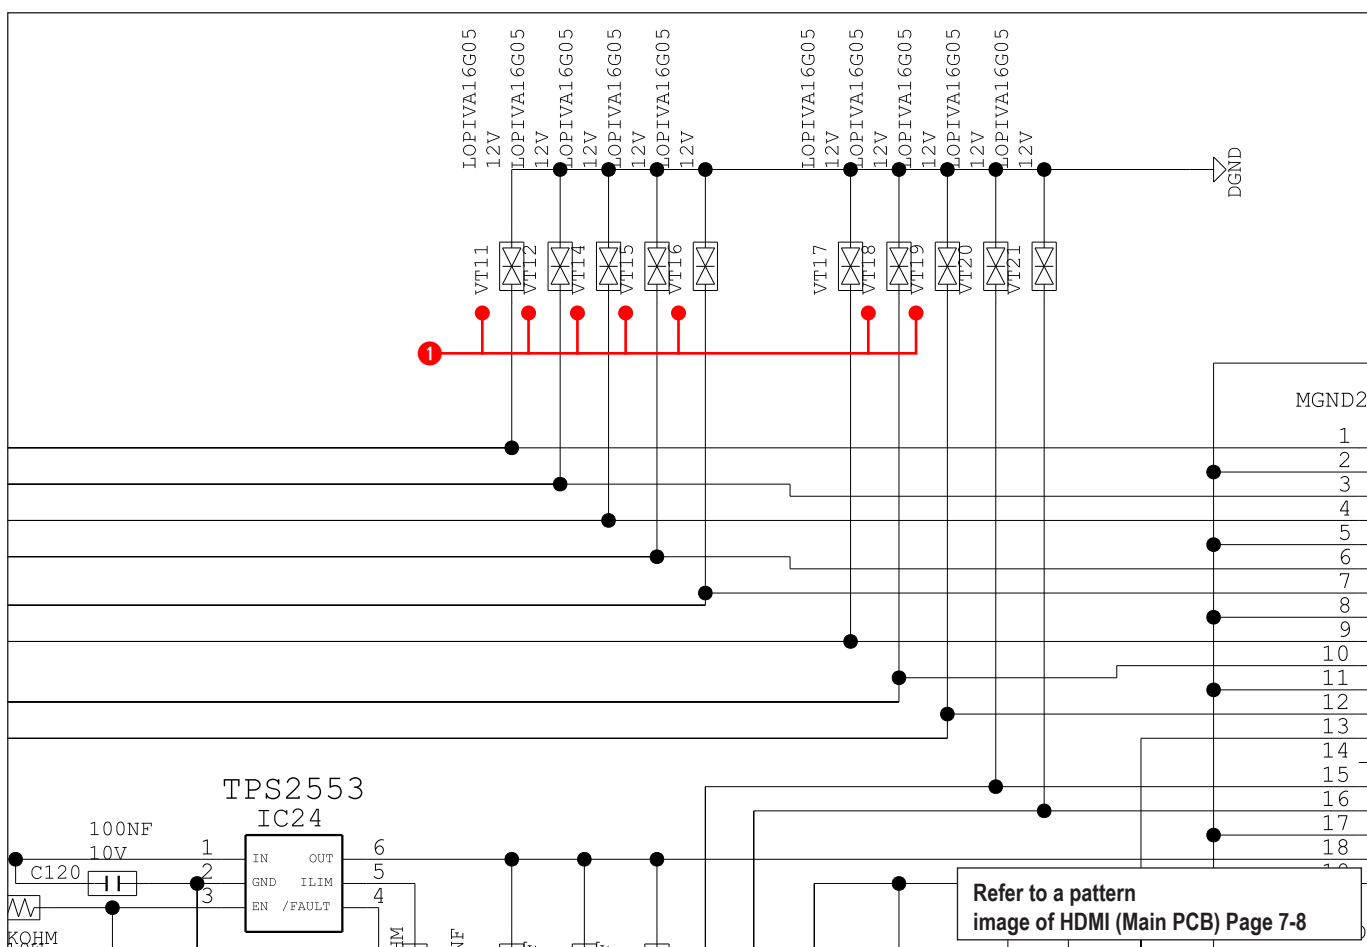 LOPIVA16G05
12V
LOPIVA16G05
12V
LOPIVA16G05
12V
LOPIVA16G05
12V
LOPIVA16G05
12V
LOPIVA16G05
12V
LOPIVA16G05
12V
LOPIVA16G05
12V
LOPIVA16G05
12V
LOPIVA16G05
12V
DGND
VT11
VT12
VT14
VT15
VT16
VT17
VT18
VT19
VT20
VT21
1
MGND2
1
2
3
4
5
6
7
8
9
10
11
12
13
14
15
16
17
18
TPS2553
IC24
100NF
10V
C120
1
2
3
IN OUT
GND ILIM
EN /FAULT
6
5
4
KOHM
HM
NF
Refer to a pattern
image of HDMI (Main PCB) Page 7-8